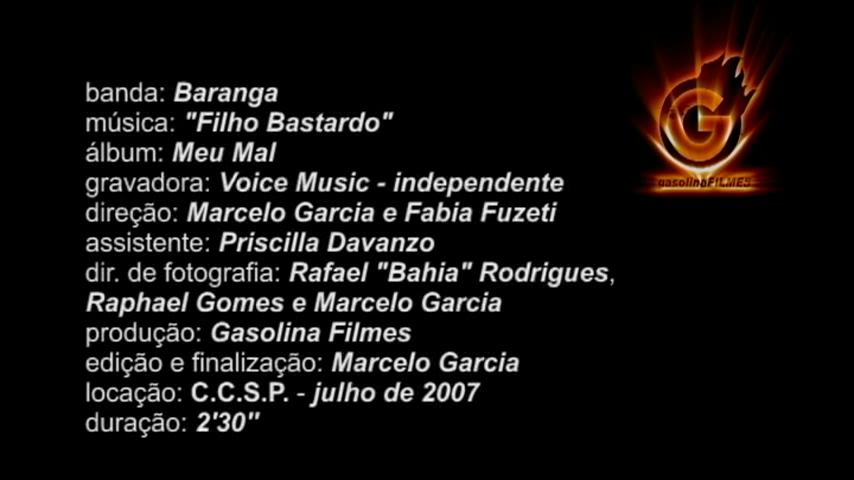 banda: Baranga
música: "Filho Bastardo"
álbum: Meu Mal
gravadora: Voice Music - independente
direção: Marcelo Garcia e Fabia Fuzeti
assistente: Priscilla Davanzo
dir. de fotografia: Rafael "Bahia" Rodrigues,
Raphael Gomes e Marcelo Garcia
produção: Gasolina Filmes
edição e finalização: Marcelo Garcia
locação: C.C.S.P. - julho de 2007
duração: 2'30"
G
gasolinaFILMES